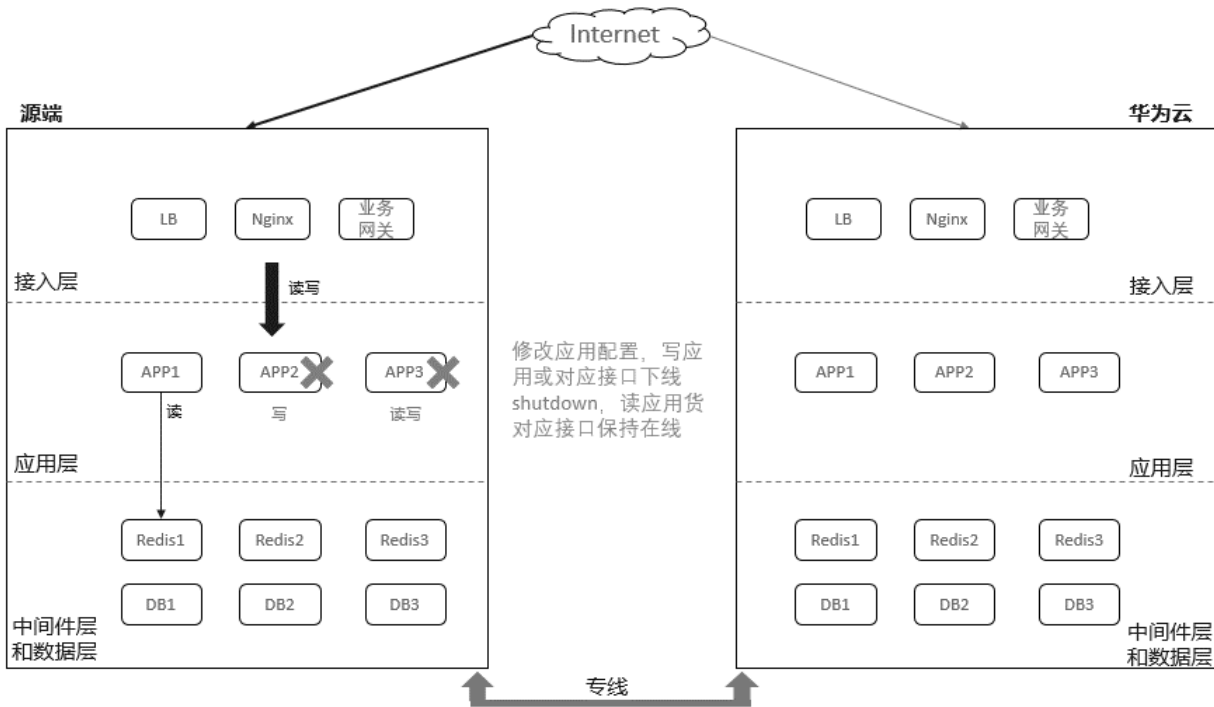 Internet
源端
华为云
LB
Nginx
业务
网关
LB
Nginx
业务
网关
接入层
读写
接入层
APP1
APP2
APP3
读
写
读写
修改应用配置，写应
用或对应接口下线
shutdown，读应用货
对应接口保持在线
APP1
APP2
APP3
应用层
应用层
Redis1
Redis2
Redis3
DB1
DB2
DB3
中间件层
和数据层
Redis1
Redis2
Redis3
DB1
DB2
DB3
中间件层
和数据层
专线